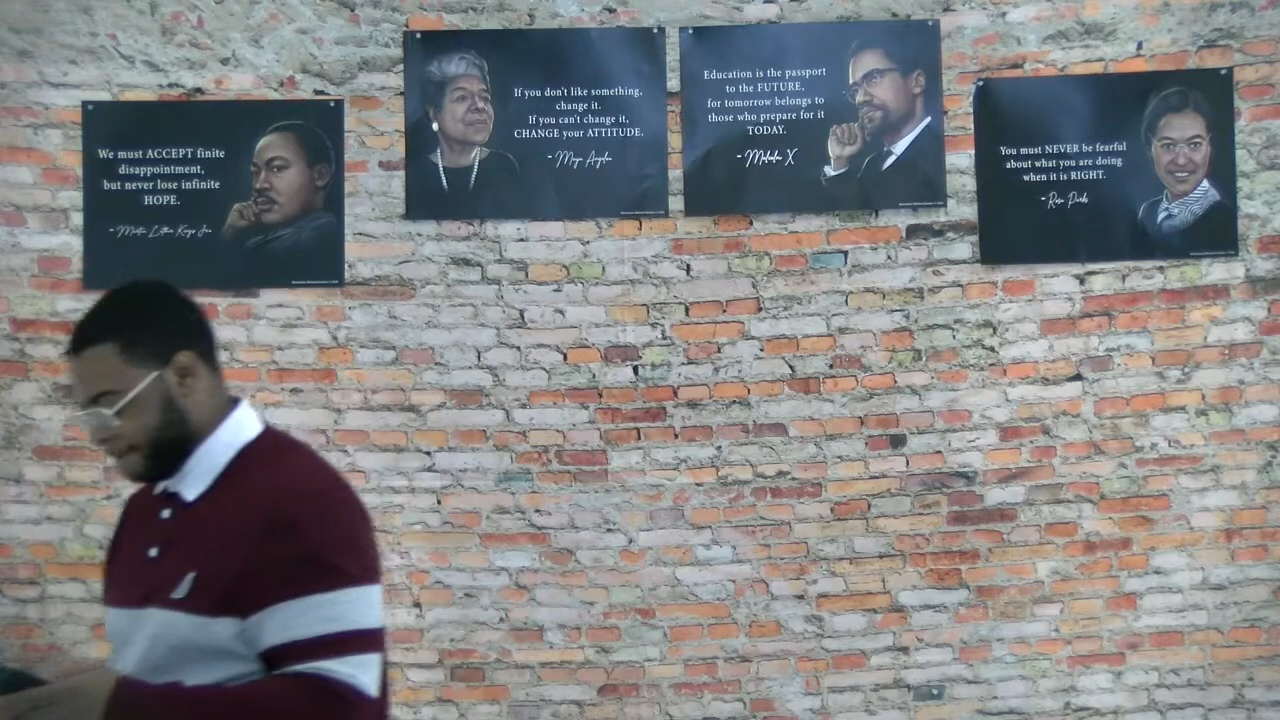 We must ACCEPT finite
disappointment,
but never lose infinite
HOPE.
- Martin Luther King Jr.
If you don't like something,
change it.
If you can't change it,
CHANGE your ATTITUDE.
- Maya Angelou
Education is the passport
to the FUTURE,
for tomorrow belongs to
those who prepare for it
TODAY.
- Malcolm X
You must NEVER be fearful
about what you are doing
when it is RIGHT.
- Rosa Parks